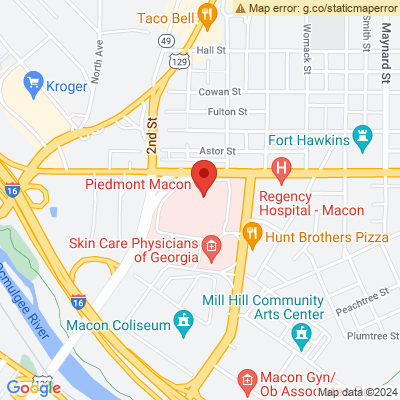 Map error: g.co/staticmaperror
Taco Bell
Hall St
49
129
North Ave
Kroger
2nd St
129
Cowan St
Fulton St
Womack St
Smith St
Maynard St
Astor St
Fort Hawkins
16
Piedmont Macon
Regency
Hospital - Macon
Skin Care Physicians
of Georgia
Hunt Brothers Pizza
Ocmulgee River
16
Mill Hill Community
Arts Center
Peachtree St
Macon Coliseum
Plumtree St
Macon Gyn/
Ob Associates
Google
129
Map data ©2024